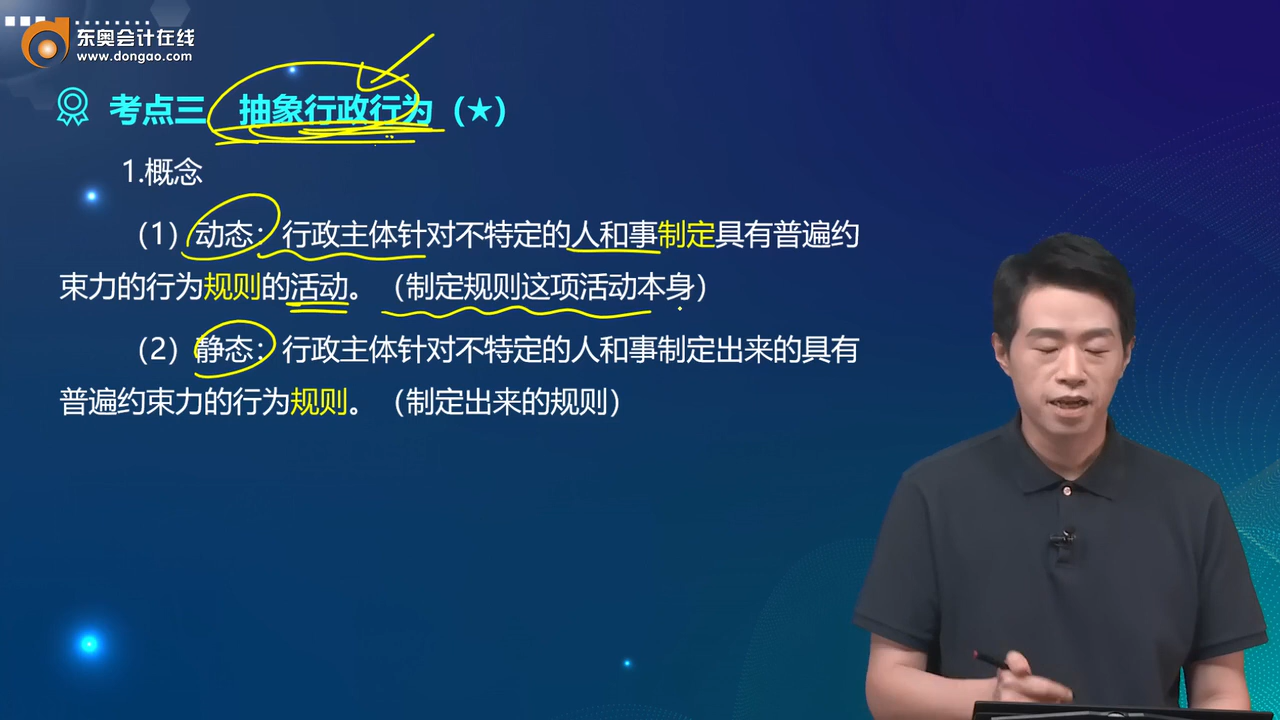 东奥会计在线
www.dongao.com
考点三 抽象行政行为（★）
1.概念
（1）动态：行政主体针对不特定的人和事制定具有普遍约
束力的行为规则的活动。（制定规则这项活动本身）
（2）静态：行政主体针对不特定的人和事制定出来的具有
普遍约束力的行为规则。（制定出来的规则）